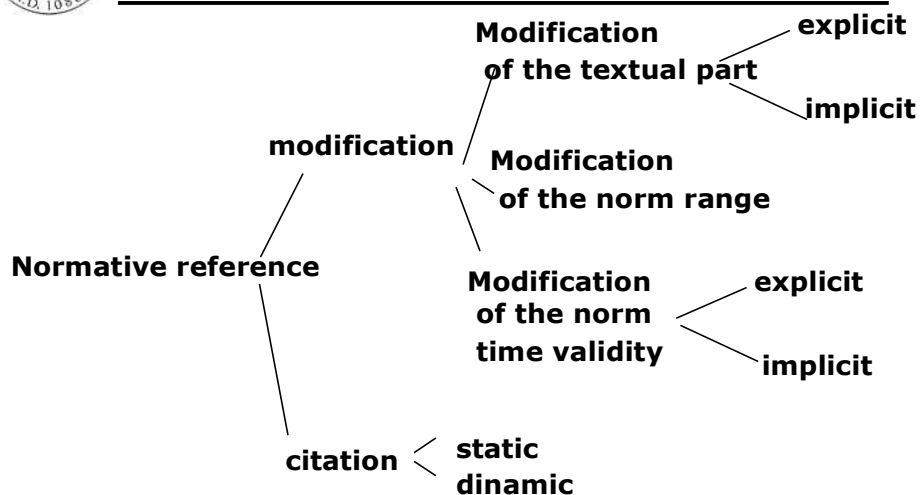 A.D. 1088
Modification
of the textual part
explicit
implicit
modification
Modification
of the norm range
Normative reference
Modification
of the norm
time validity
explicit
implicit
citation
static
dinamic